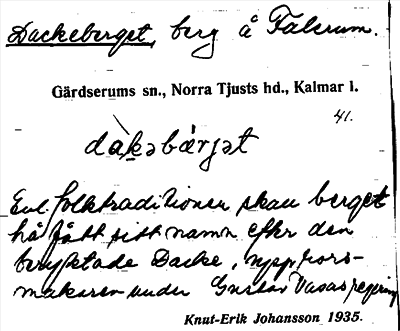 Dackeberget, berg å Falerum.
Gärdserums sn., Norra Tjusts hd., Kalmar l.
41.
dàkəbærjət
Enl. folktraditionen skall berget
ha fått sitt namn efter den
beryktade Dacke, upprors-
makaren under Gustav Vasas regering
Knut-Erik Johansson 1935.